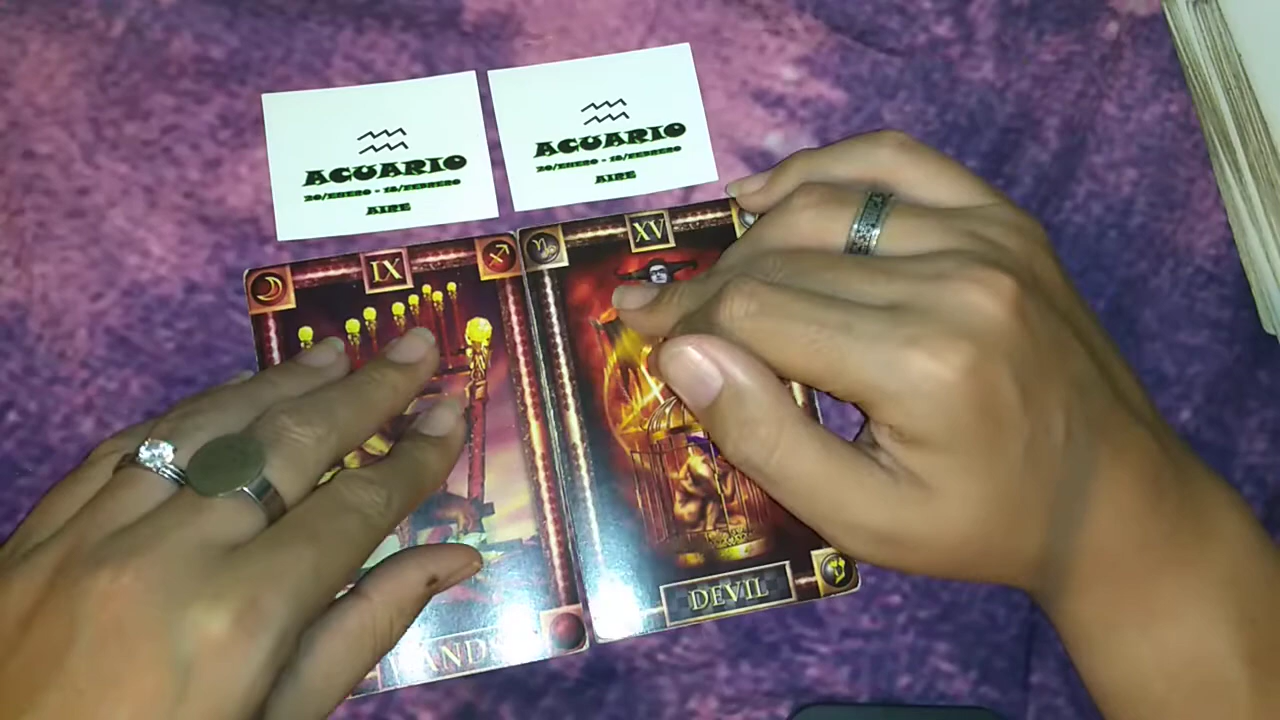 ACUARIO
20/ENERO - 18/FEBRERO
AIRE
ACUARIO
20/ENERO - 18/FEBRERO
AIRE
IX
XV
DEVIL